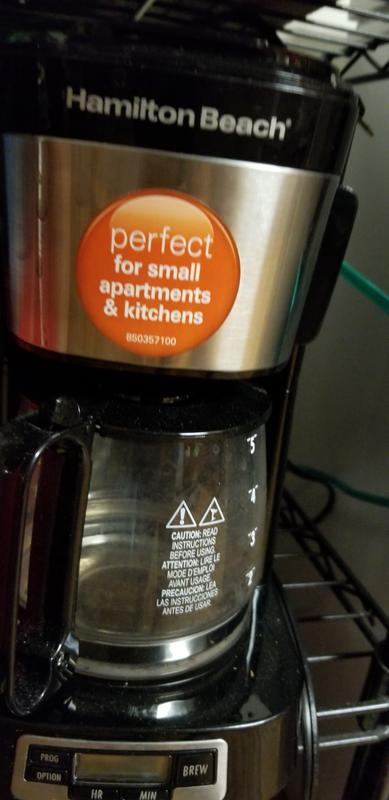 Hamilton Beach
perfect
for small
apartments
& kitchens
850357100
5
4
3
CAUTION: READ
INSTRUCTIONS
BEFORE USING.
ATTENTION: LIRE LE
MODE D'EMPLOI
AVANT USAGE.
PRECAUCION: LEA
LAS INSTRUCCIONES
ANTES DE USAR.
PROG
OPTION
HR
MIN
BREW